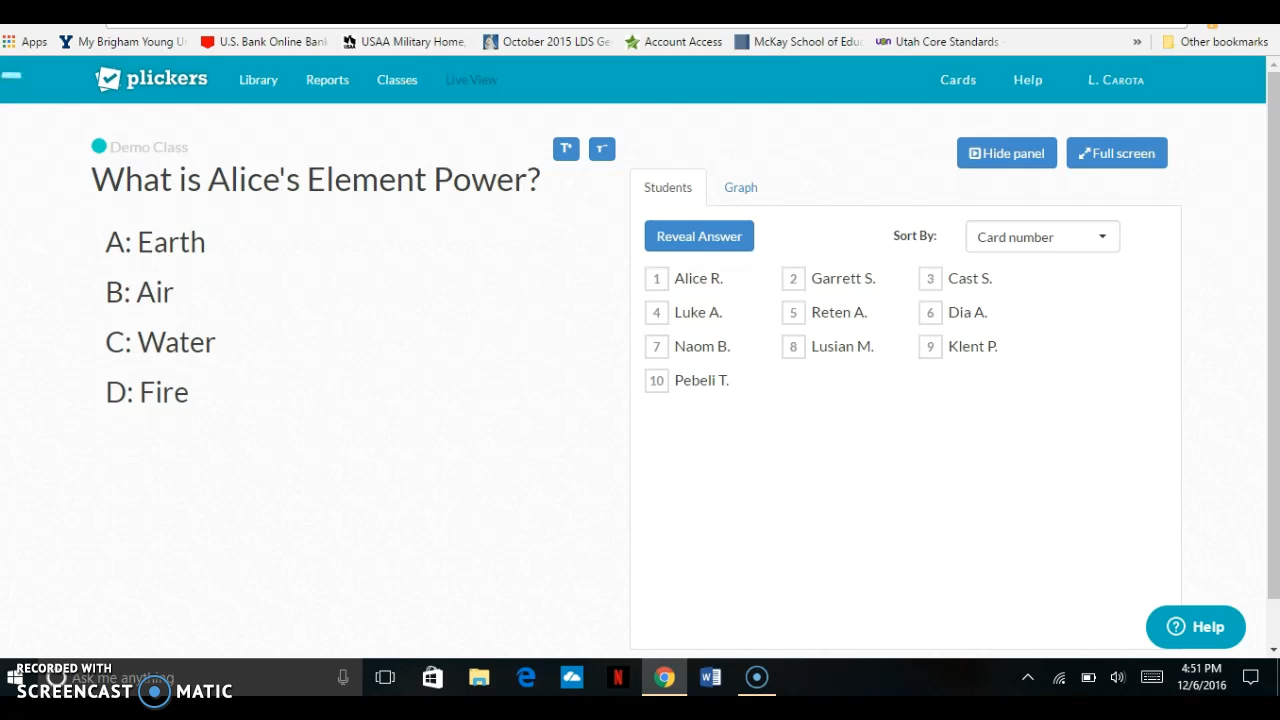 Apps My Brigham Young U U.S. Bank Online Bank USAA Military Home, October 2015 LDS Ge Account Access McKay School of Educ uen Utah Core Standards - » Other bookmarks
plickers Library Reports Classes Live View Cards Help L. CAROTA
Demo Class
T+ T- Hide panel Full screen
What is Alice's Element Power?
Students Graph
A: Earth
B: Air
C: Water
D: Fire
Reveal Answer Sort By: Card number
1 Alice R. 2 Garrett S. 3 Cast S.
4 Luke A. 5 Reten A. 6 Dia A.
7 Naom B. 8 Lusian M. 9 Klent P.
10 Pebeli T.
? Help
RECORDED WITH
Ask me anything
SCREENCAST MATIC
4:51 PM
12/6/2016